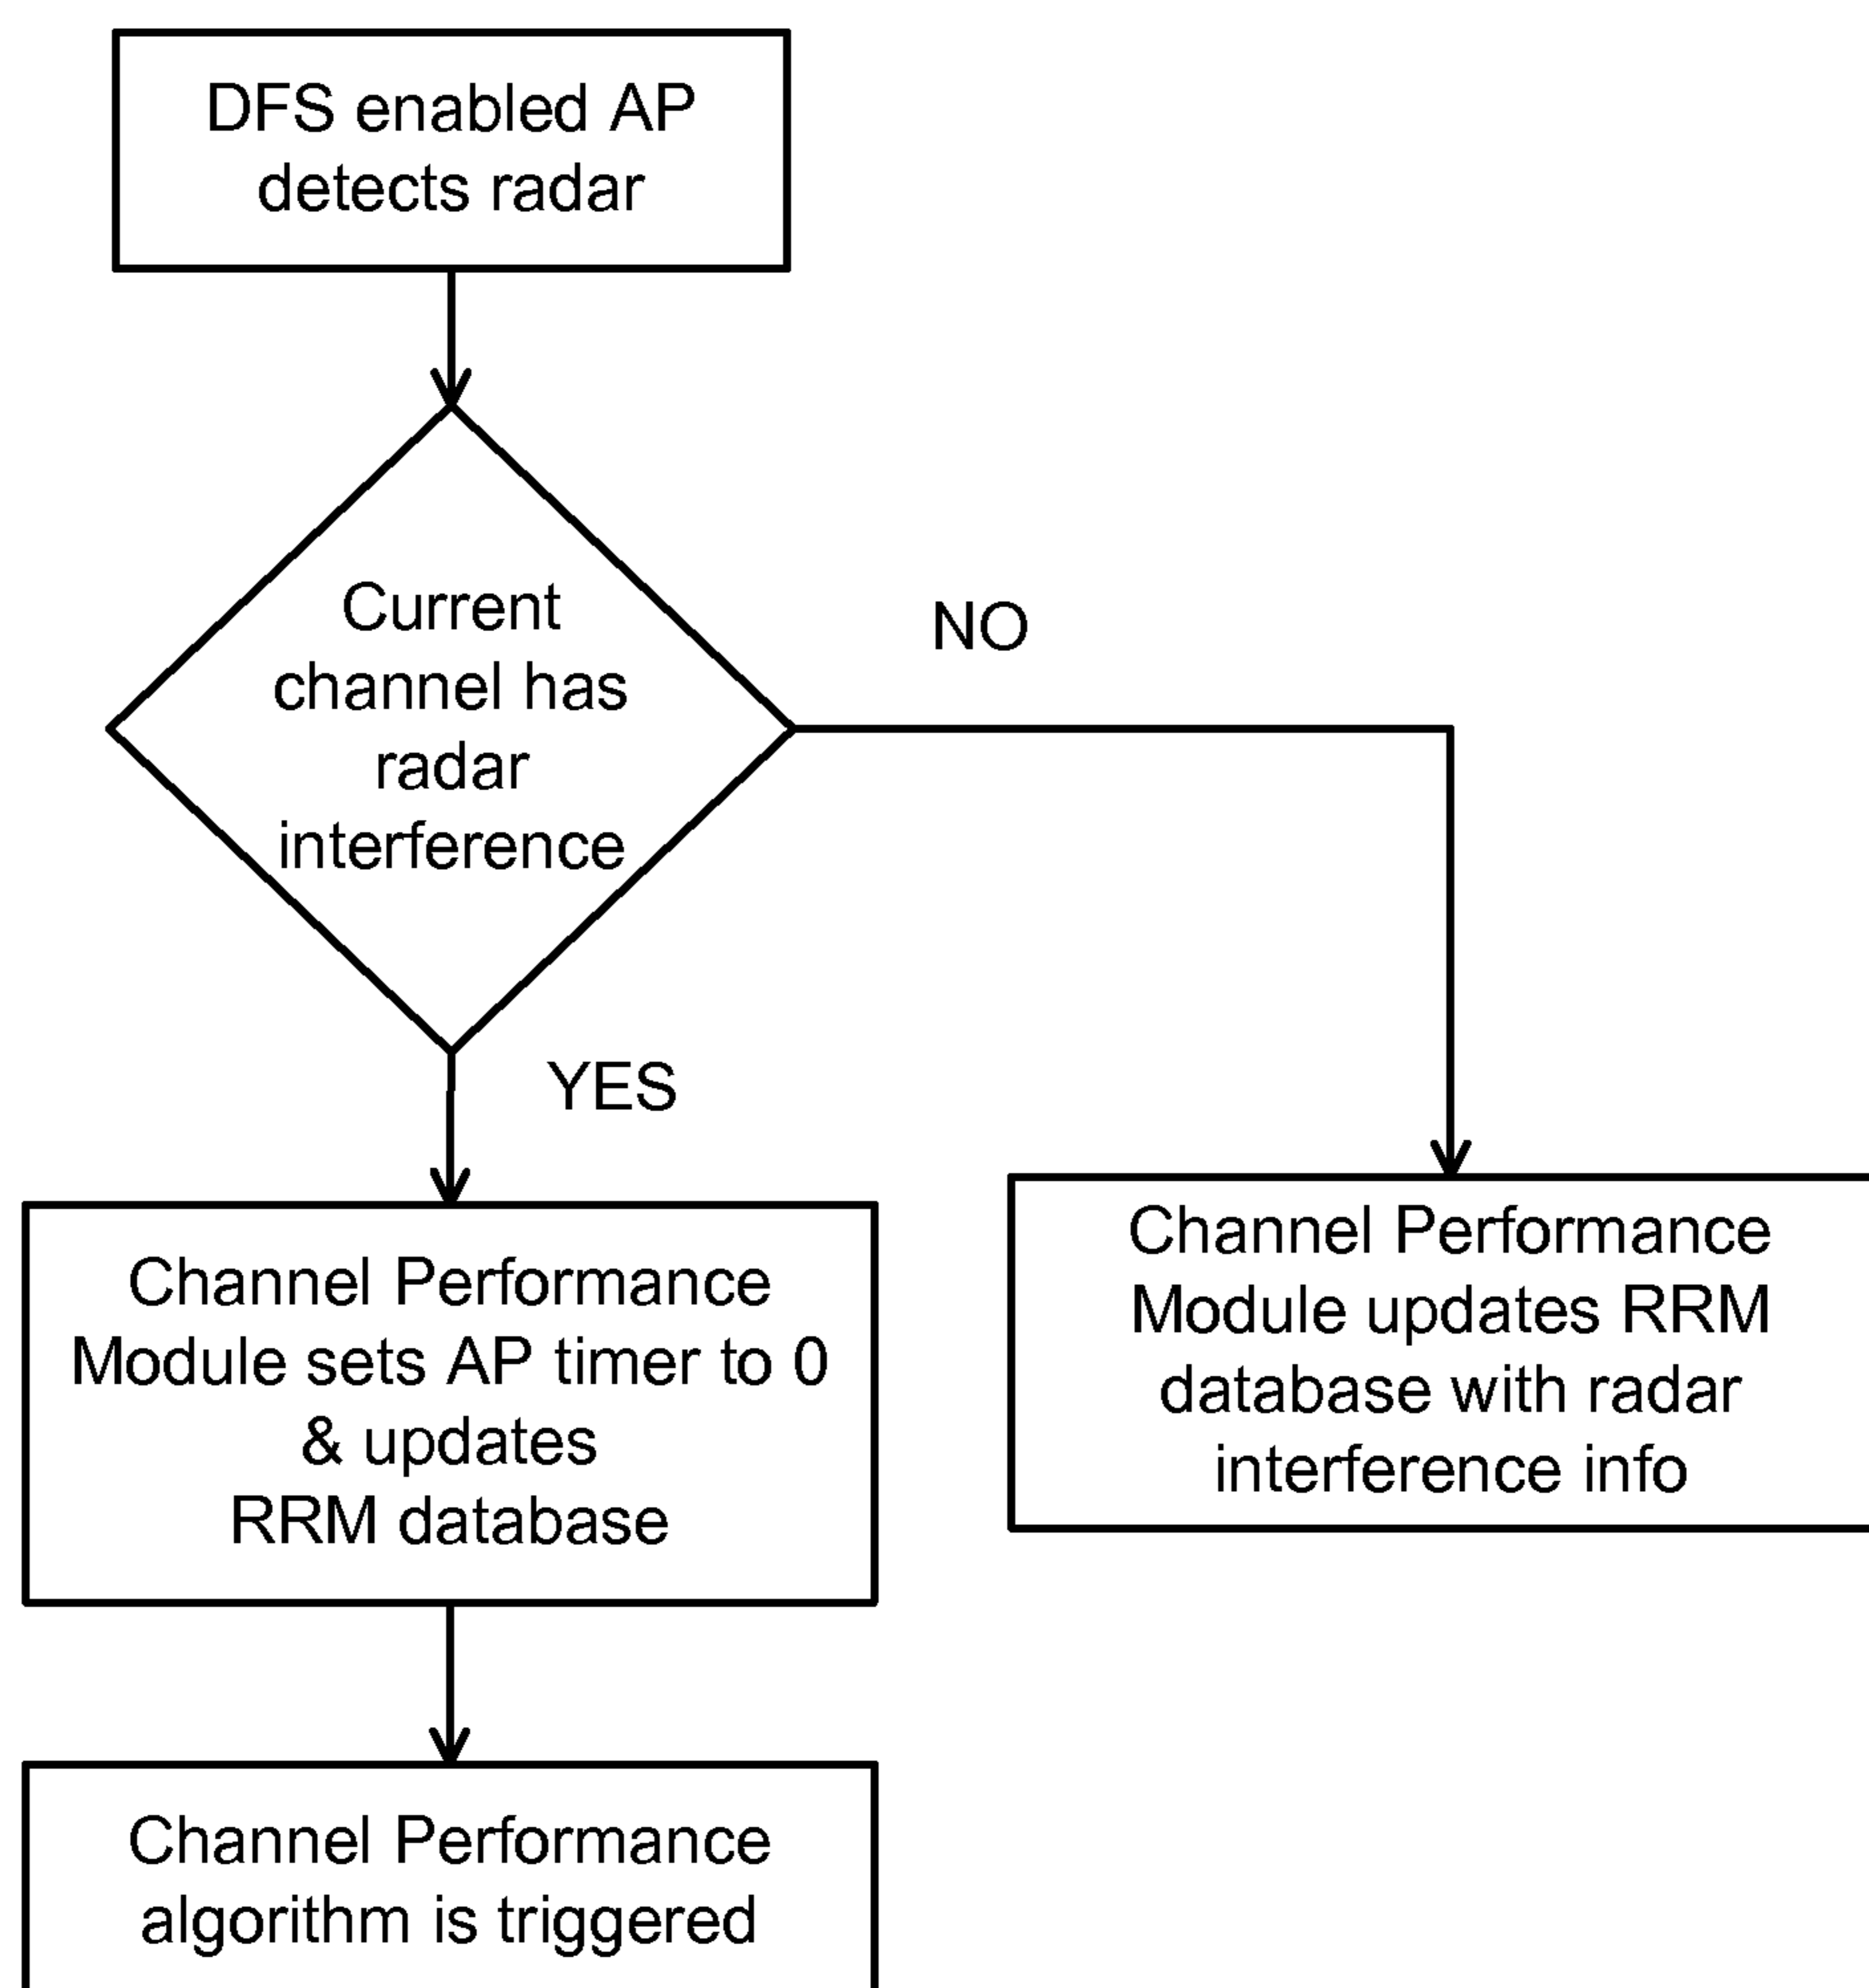 DFS enabled AP
detects radar
Current
channel has
radar
interference
NO
YES
Channel Performance
Module sets AP timer to 0
& updates
RRM database
Channel Performance
Module updates RRM
database with radar
interference info
Channel Performance
algorithm is triggered